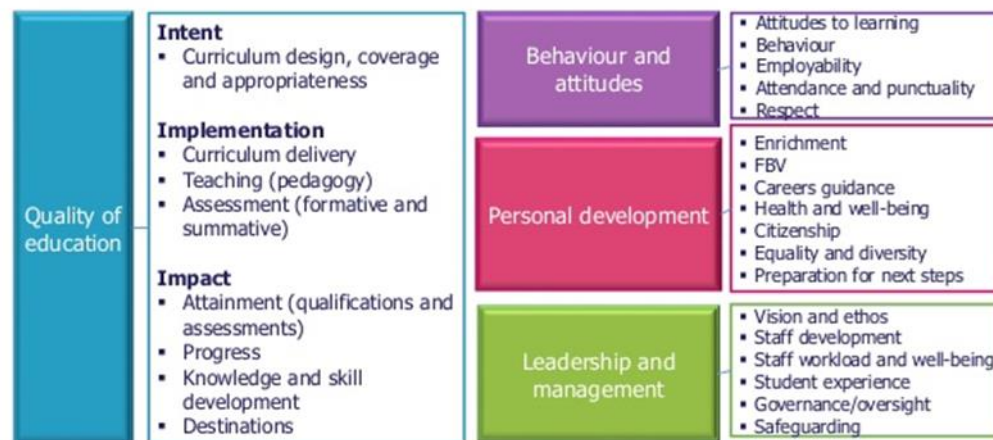 Quality of
education
Intent
▪ Curriculum design, coverage
and appropriateness
Implementation
▪ Curriculum delivery
▪ Teaching (pedagogy)
▪ Assessment (formative and
summative)
Impact
▪ Attainment (qualifications and
assessments)
▪ Progress
▪ Knowledge and skill
development
▪ Destinations
Behaviour and
attitudes
▪ Attitudes to learning
▪ Behaviour
▪ Employability
▪ Attendance and punctuality
▪ Respect
Personal development
▪ Enrichment
▪ FBV
▪ Careers guidance
▪ Health and well-being
▪ Citizenship
▪ Equality and diversity
▪ Preparation for next steps
Leadership and
management
▪ Vision and ethos
▪ Staff development
▪ Staff workload and well-being
▪ Student experience
▪ Governance/oversight
▪ Safeguarding